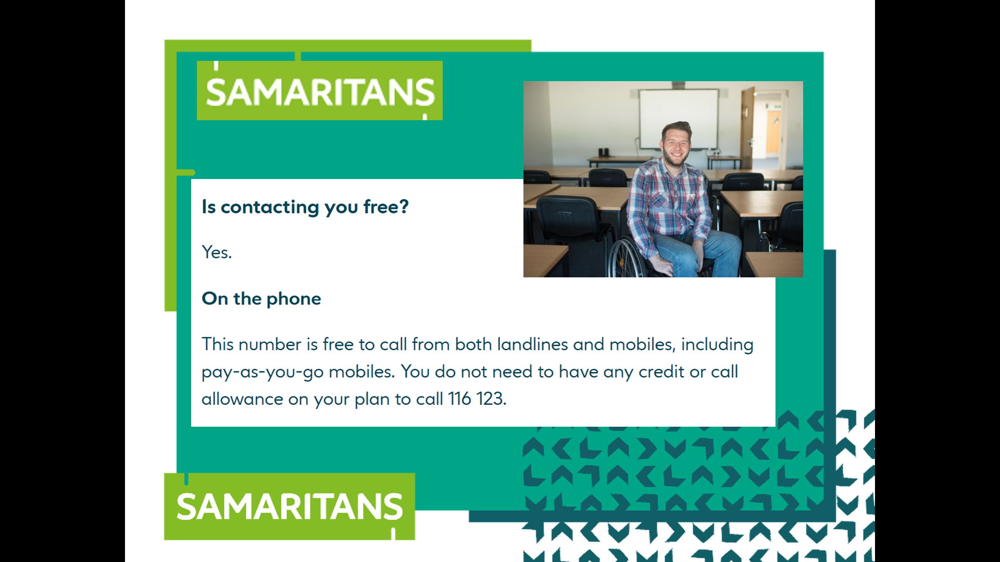 SAMARITANS
Is contacting you free?
Yes.
On the phone
This number is free to call from both landlines and mobiles, including
pay-as-you-go mobiles. You do not need to have any credit or call
allowance on your plan to call 116 123.
SAMARITANS